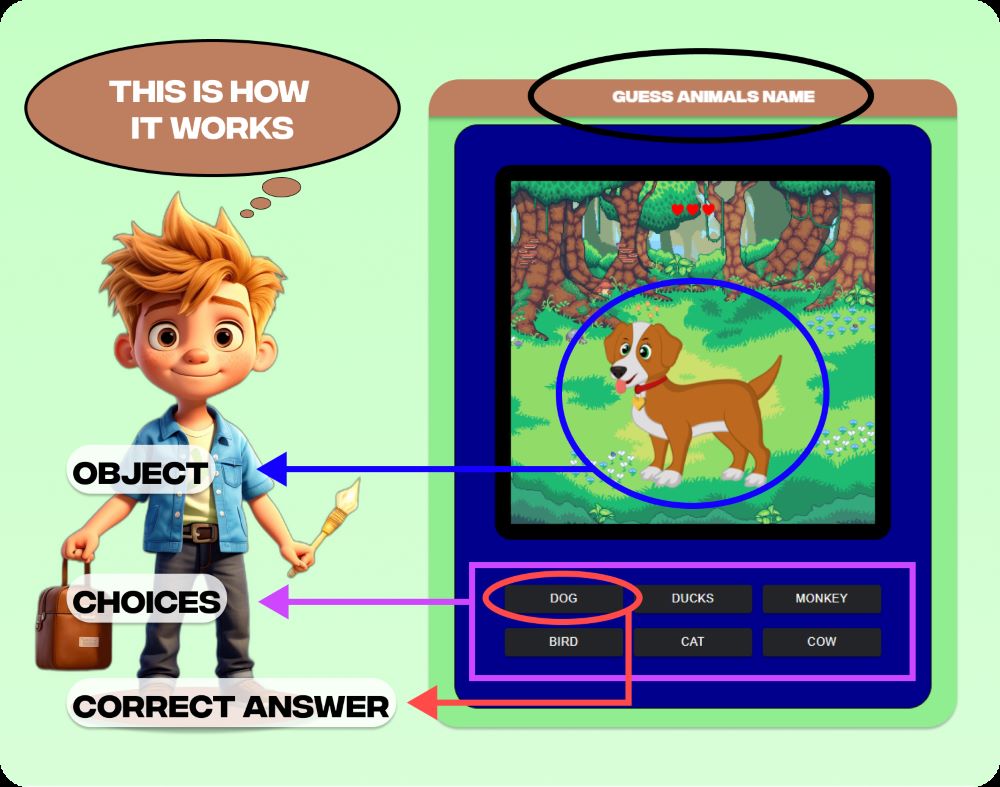 THIS IS HOW
IT WORKS
GUESS ANIMALS NAME
OBJECT
CHOICES
DOG
DUCKS
MONKEY
BIRD
CAT
COW
CORRECT ANSWER